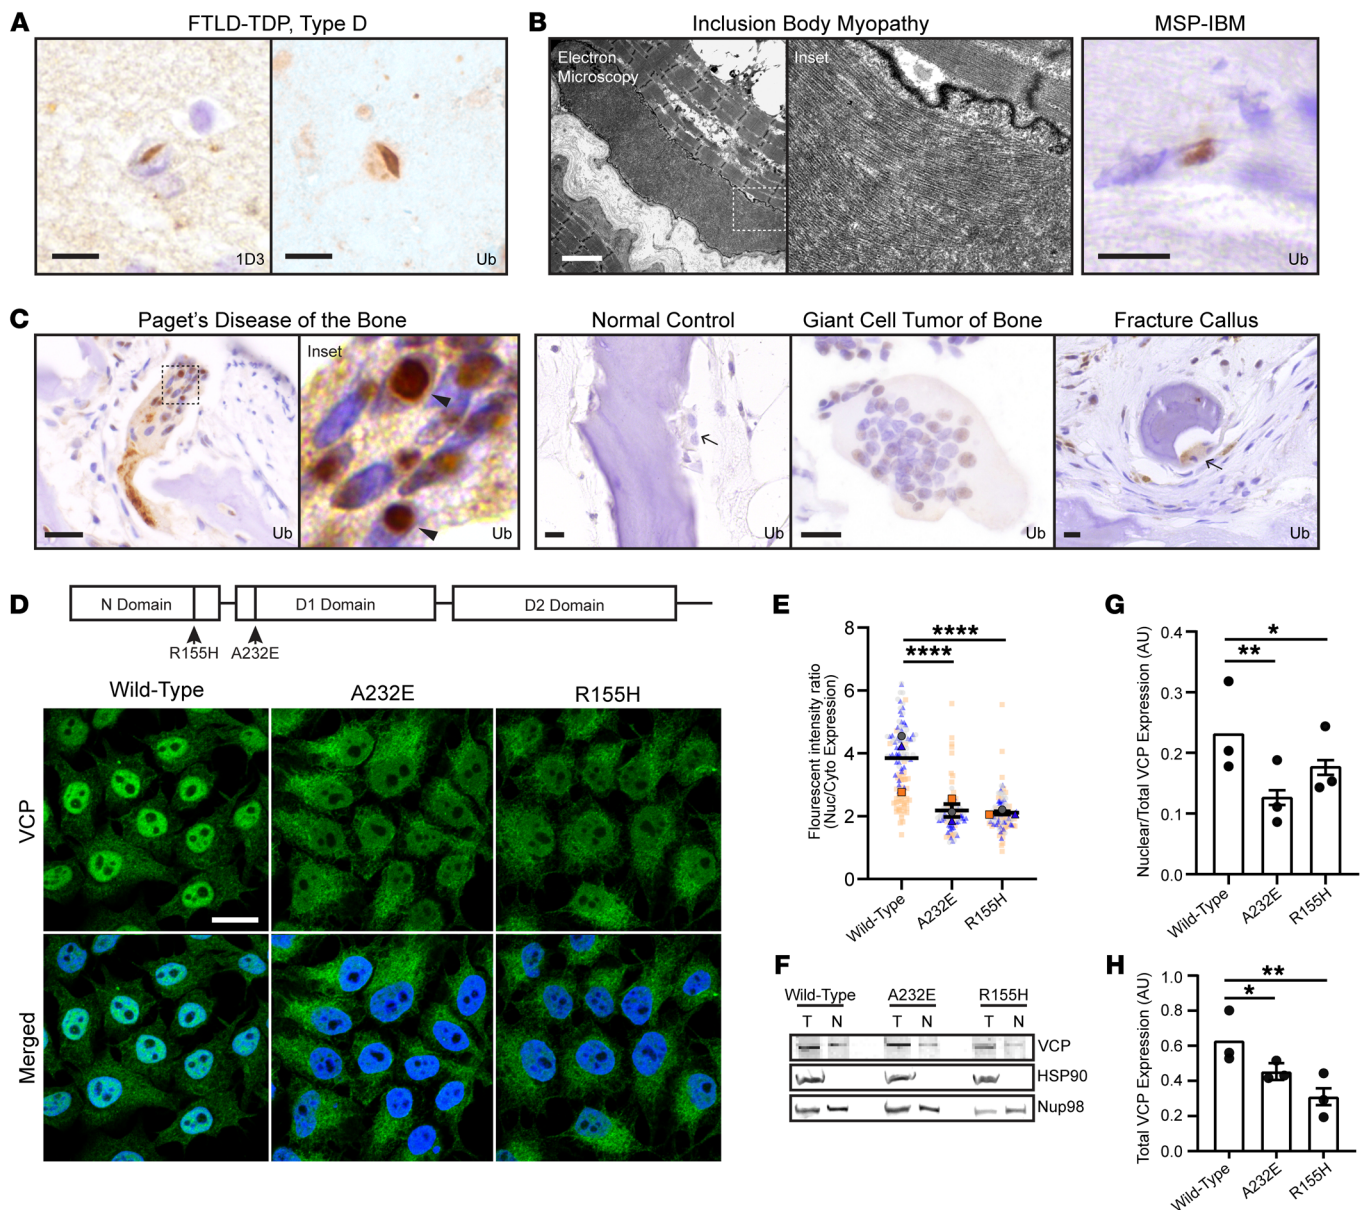 A
FTLD-TDP, Type D
1D3
Ub
B
Inclusion Body Myopathy
MSP-IBM
Electron
Microscopy
Inset
Ub
C
Paget's Disease of the Bone
Normal Control
Giant Cell Tumor of Bone
Fracture Callus
Inset
Ub
Ub
Ub
Ub
Ub
D
N Domain
D1 Domain
D2 Domain
R155H
A232E
Wild-Type
A232E
R155H
VCP
Merged
E
Flourescent intensity ratio
(Nuc/Cyto Expression)
8
6
4
2
0
****
****
Wild-Type
A232E
R155H
F
Wild-Type
A232E
R155H
T
N
T
N
T
N
VCP
HSP90
Nup98
G
Nuclear/Total VCP Expression (AU)
0.4
0.3
0.2
0.1
0.0
*
**
Wild-Type
A232E
R155H
H
Total VCP Expression (AU)
1.0
0.8
0.6
0.4
0.2
0.0
**
*
Wild-Type
A232E
R155H